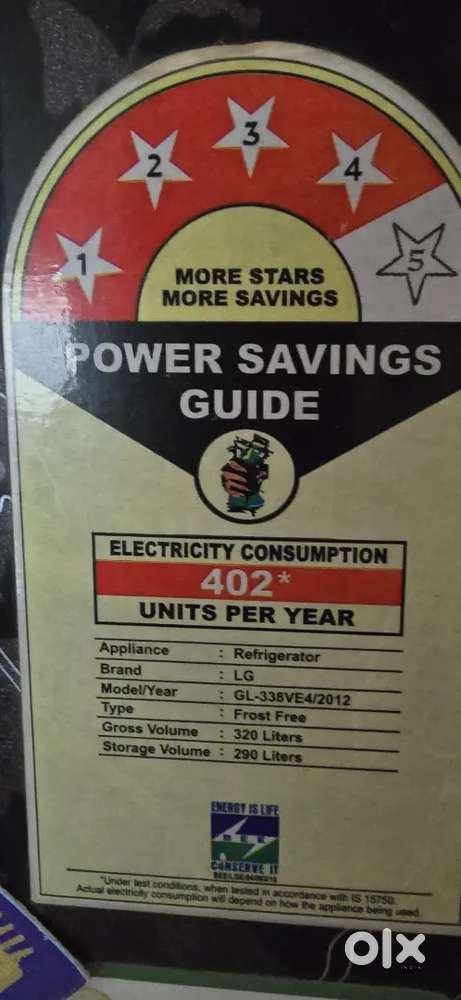 1 2 3 4 5
MORE STARS
MORE SAVINGS
POWER SAVINGS
GUIDE
ELECTRICITY CONSUMPTION
402*
UNITS PER YEAR
Appliance : Refrigerator
Brand : LG
Model/Year : GL-338VE4/2012
Type : Frost Free
Gross Volume : 320 Liters
Storage Volume : 290 Liters
ENERGY IS LIFE
BEE
CONSERVE IT
*Under test conditions, when tested in accordance with IS 15750.
Actual electricity consumption will depend on how the appliance being used.
olx
INDIA